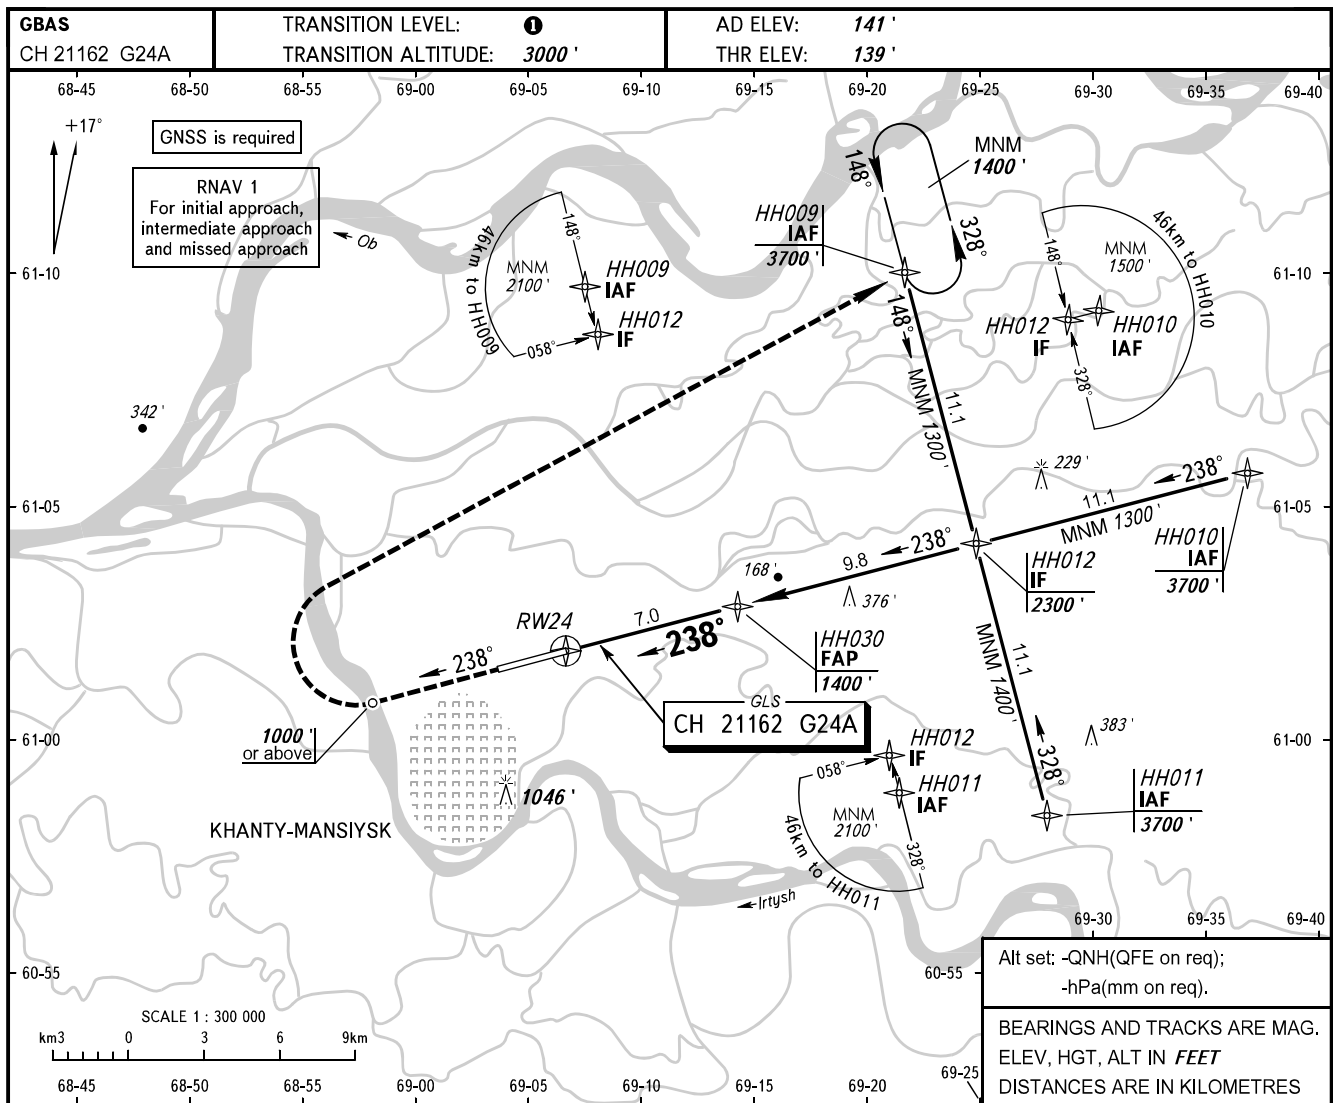 GBAS
CH 21162 G24A
TRANSITION LEVEL: 1
TRANSITION ALTITUDE: 3000 '
AD ELEV: 141 '
THR ELEV: 139 '
68-45 68-50 68-55 69-00 69-05 69-10 69-15 69-20 69-25 69-30 69-35 69-40
+17°
GNSS is required
RNAV 1
For initial approach,
intermediate approach
and missed approach
Ob
148°
46km to HH009
MNM
2100 '
HH009
IAF
HH012
IF
058°
148°
MNM
1400 '
328°
HH009
IAF
3700 '
148°
MNM 1300 '
11.1
148°
46km to HH010
MNM
1500 '
HH012
IF
HH010
IAF
328°
61-10
61-10
342 '
229 '
238°
11.1
MNM 1300 '
61-05
61-05
HH010
IAF
3700 '
238°
9.8
168 '
376 '
HH012
IF
2300 '
RW24
7.0
238°
HH030
FAP
1400 '
238°
MNM 1400 '
11.1
328°
383 '
GLS
CH 21162 G24A
1000 '
or above
61-00
61-00
HH011
IAF
3700 '
1046 '
KHANTY-MANSIYSK
058°
HH012
IF
HH011
IAF
MNM
2100 '
328°
46km to HH011
Irtysh
69-30 69-35 69-40
60-55
60-55
Alt set: -QNH(QFE on req);
-hPa(mm on req).
BEARINGS AND TRACKS ARE MAG.
ELEV, HGT, ALT IN FEET
DISTANCES ARE IN KILOMETRES
SCALE 1 : 300 000
km3 0 3 6 9km
68-45 68-50 68-55 69-00 69-05 69-10 69-15 69-20 69-25